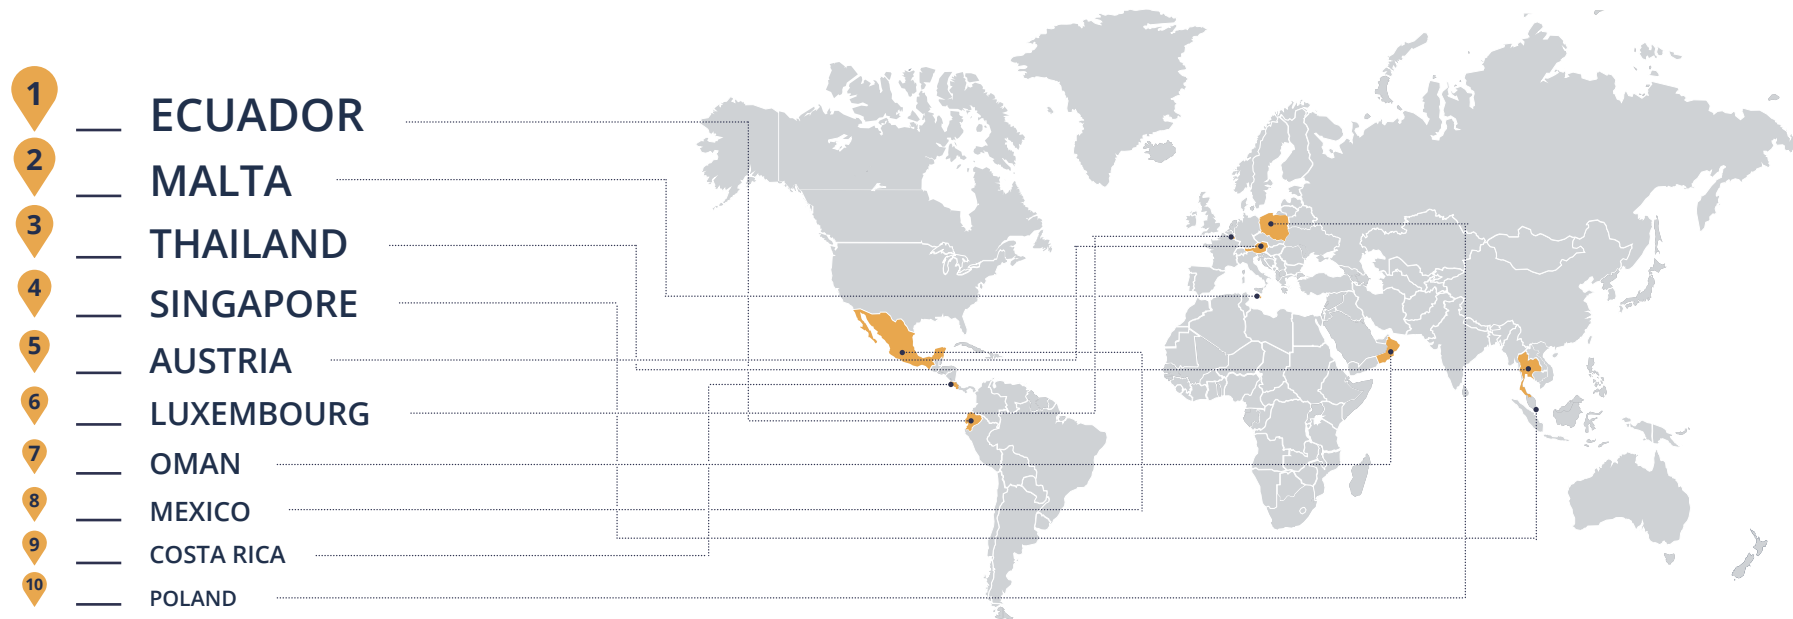 1 ECUADOR
2 MALTA
3 THAILAND
4 SINGAPORE
5 AUSTRIA
6 LUXEMBOURG
7 OMAN
8 MEXICO
9 COSTA RICA
10 POLAND